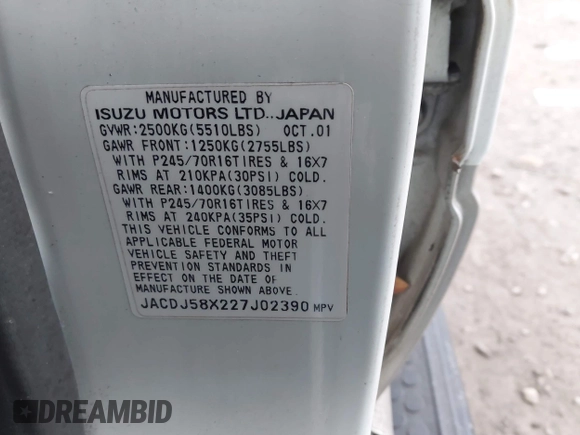 MANUFACTURED BY
ISUZU MOTORS LTD., JAPAN
GVWR:2500KG(5510LBS) OCT.01
GAWR FRONT:1250KG(2755LBS)
WITH P245/70R16TIRES & 16X7
RIMS AT 210KPA(30PSI) COLD.
GAWR REAR:1400KG(3085LBS)
WITH P245/70R16TIRES & 16X7
RIMS AT 240KPA(35PSI) COLD.
THIS VEHICLE CONFORMS TO ALL
APPLICABLE FEDERAL MOTOR
VEHICLE SAFETY AND THEFT
PREVENTION STANDARDS IN
EFFECT ON THE DATE OF
MANUFACTURE SHOWN ABOVE.
JACDJ58X227J02390 MPV
DREAMBID